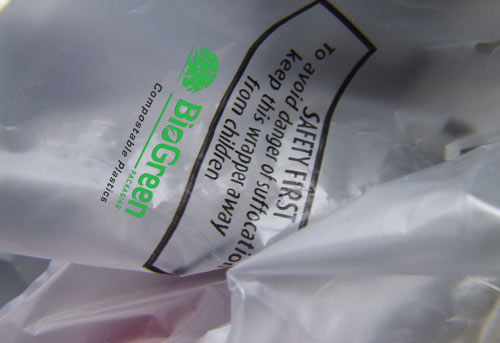 BioGreen
PACKAGING
Compostable Plastics
SAFETY FIRST
To avoid danger of suffocation
keep this wrapper away
from children